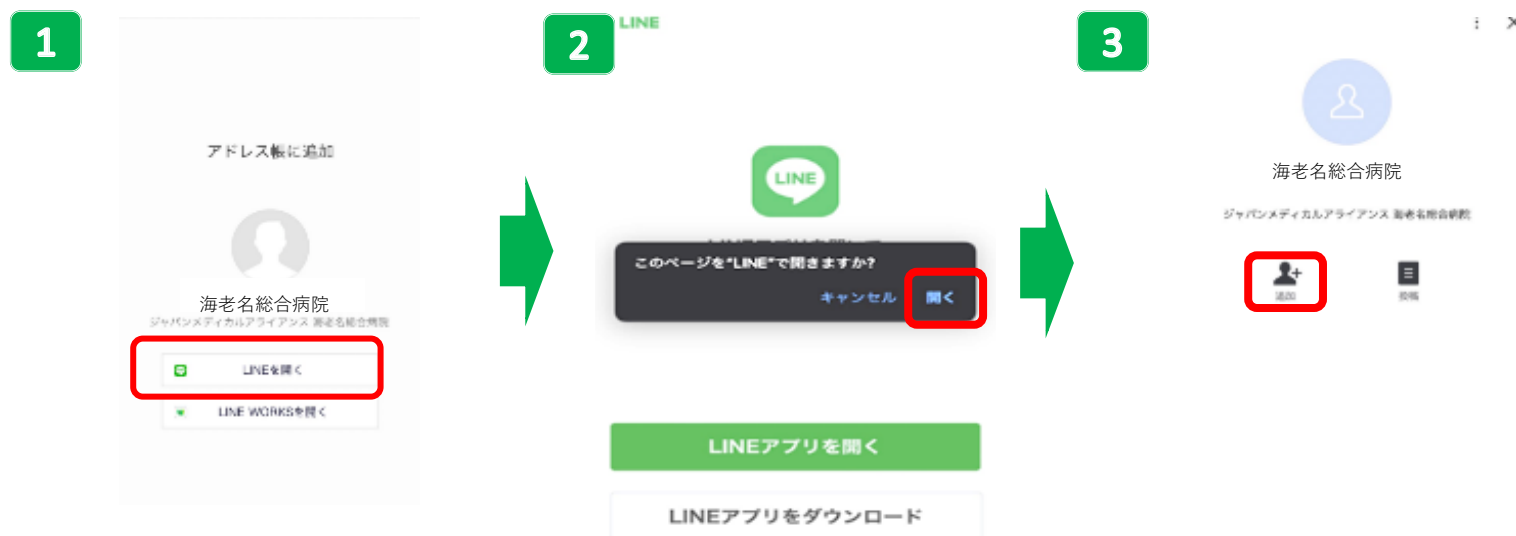 1
アドレス帳に追加
海老名総合病院
ジャパンメディカルアライアンス 海老名総合病院
LINEを開く
LINE WORKSを開く
2
LINE
LINE
このページを"LINE"で開きますか?
キャンセル 開く
LINEアプリを開く
LINEアプリをダウンロード
3
海老名総合病院
ジャパンメディカルアライアンス 海老名総合病院
追加 投稿